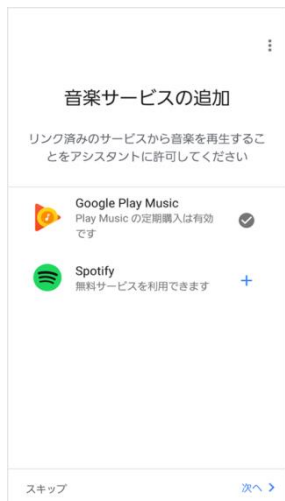 音楽サービスの追加
リンク済みのサービスから音楽を再生するこ
とをアシスタントに許可してください
Google Play Music
Play Music の定期購入は有効
です
Spotify
無料サービスを利用できます
スキップ
次へ